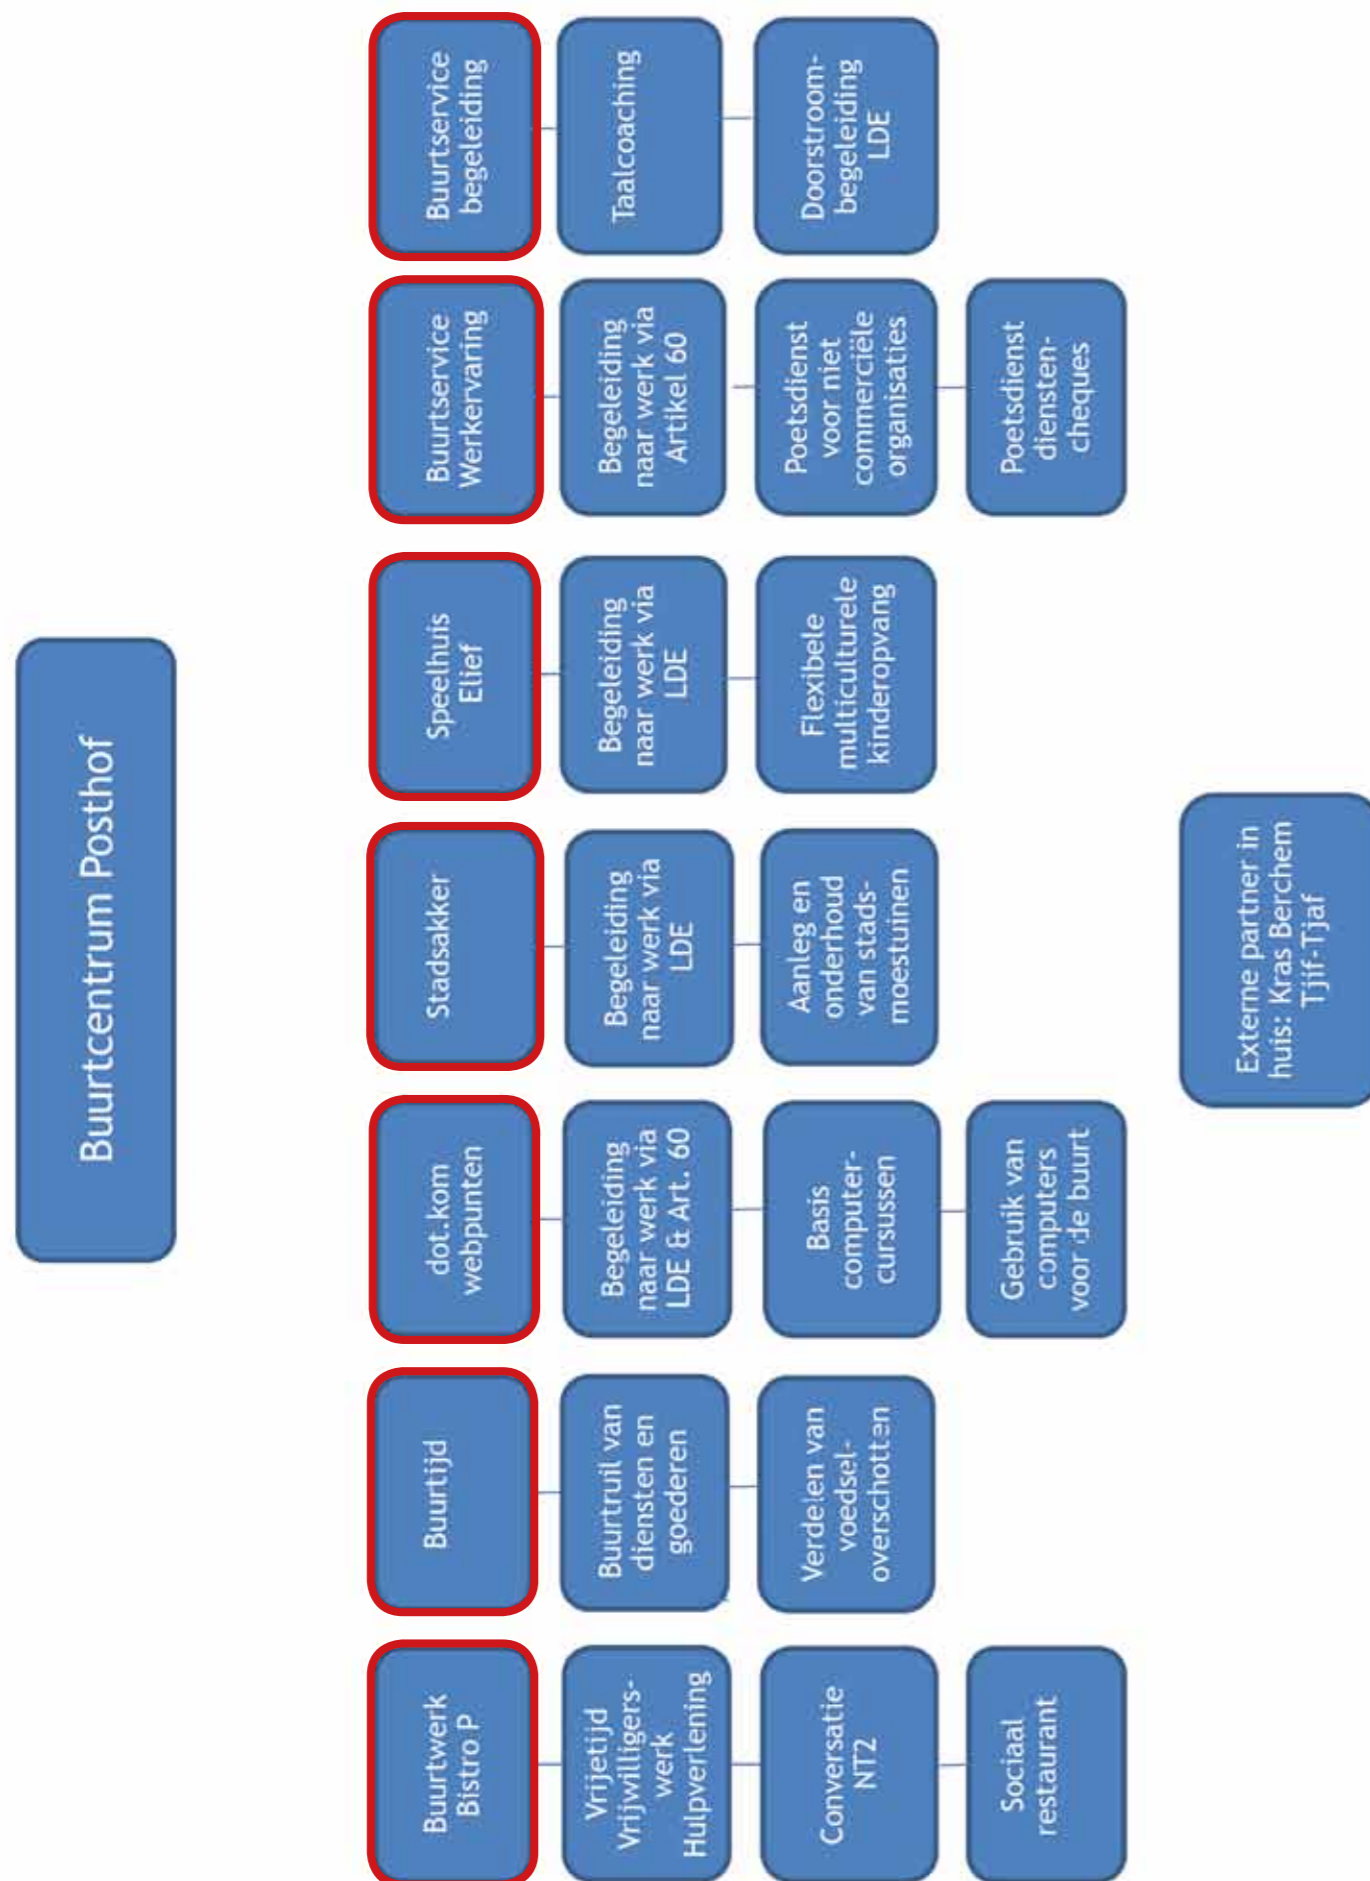 Buurtcentrum Posthof
Buurtwerk
Bistro P
Vrijetijd
Vrijwilligers-
werk
Hulpverlening
Conversatie
NT2
Sociaal
restaurant
Buurtijd
Buurtruil van
diensten en
goederen
Verdelen van
voedsel-
overschotten
dot.kom
webpunten
Begeleiding
naar werk via
LDE & Art. 60
Basis
computer-
cursussen
Gebruik van
computers
voor de buurt
Stadsakker
Begeleiding
naar werk via
LDE
Aanleg en
onderhoud
van stads-
moestuinen
Speelhuis
Elief
Begeleiding
naar werk via
LDE
Flexibele
multiculturele
kinderopvang
Buurtservice
Werkervaring
Begeleiding
naar werk via
Artikel 60
Poetsdienst
voor niet
commerciële
organisaties
Poetsdienst
diensten-
cheques
Buurtservice
begeleiding
Taalcoaching
Doorstroom-
begeleiding
LDE
Externe partner in
huis: Kras Berchem
Tjif-Tjaf